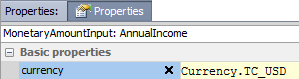 Properties: Properties
MonetaryAmountInput: AnnualIncome
Basic properties
currency Currency.TC_USD